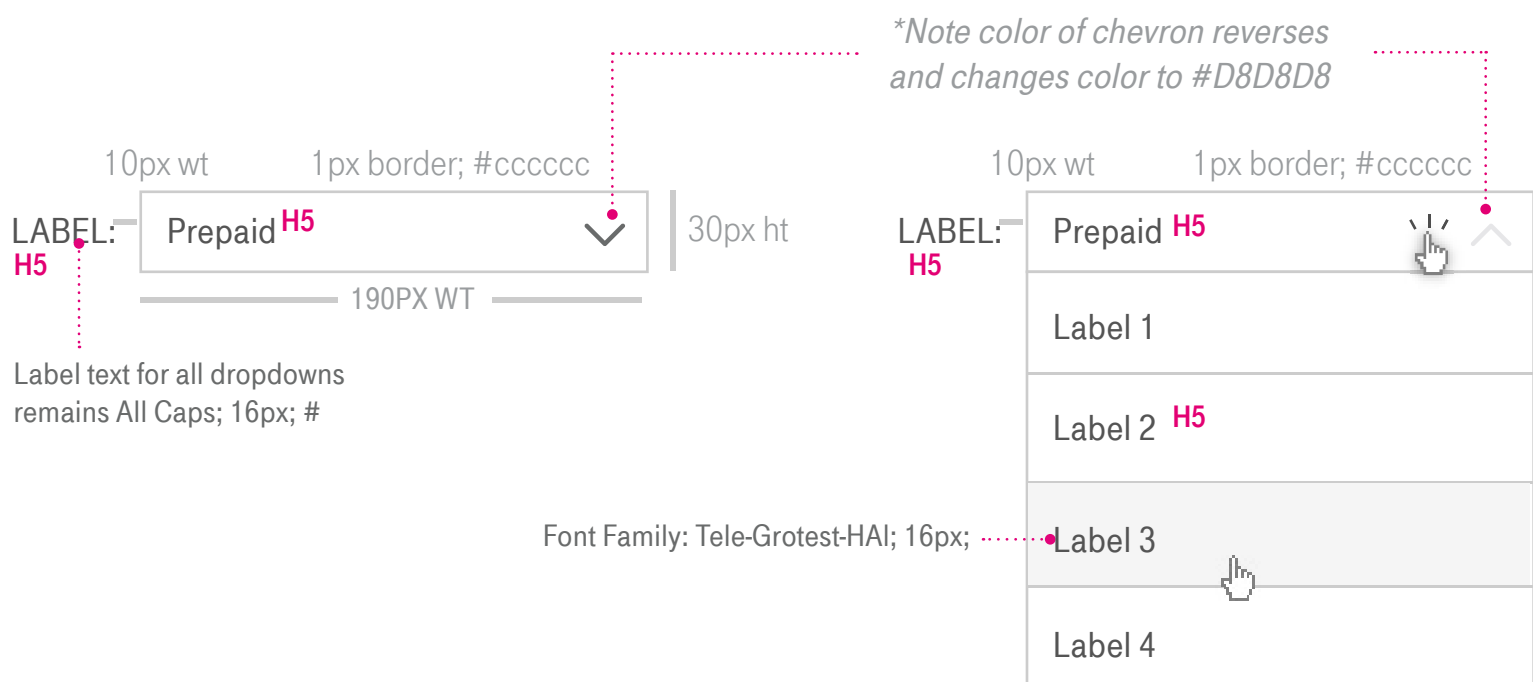 *Note color of chevron reverses
and changes color to #D8D8D8
10px wt 1px border; #cccccc
LABEL: Prepaid H5 30px ht
H5
190PX WT
Label text for all dropdowns
remains All Caps; 16px; #
10px wt 1px border; #cccccc
LABEL: Prepaid H5
H5
Label 1
Label 2 H5
Font Family: Tele-Grotest-HAI; 16px; Label 3
Label 4